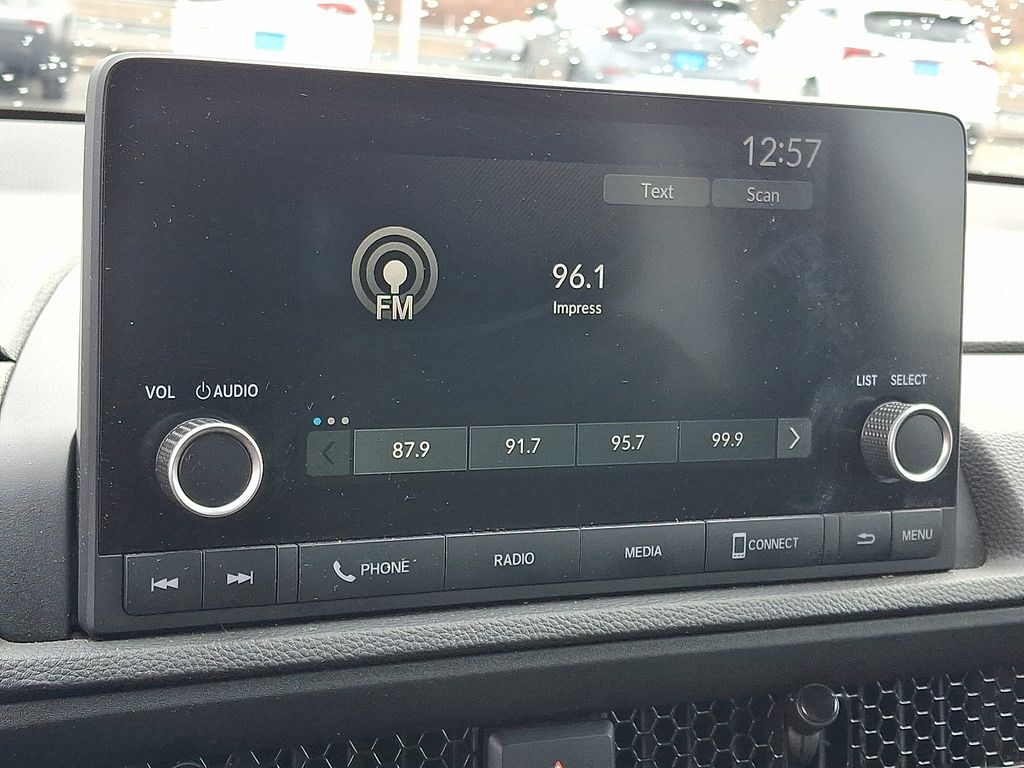 12:57
Text Scan
FM
96.1
Impress
VOL AUDIO
LIST SELECT
87.9 91.7 95.7 99.9
PHONE RADIO MEDIA CONNECT MENU